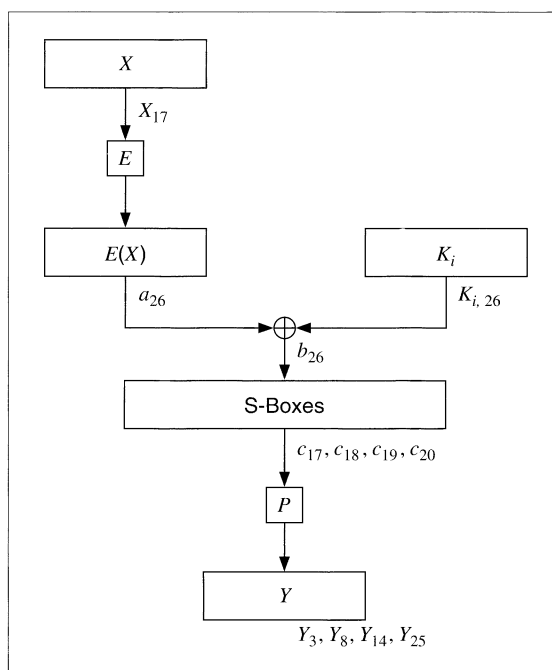 X
X₁₇
E
E(X)
Kᵢ
a₂₆
Kᵢ, ₂₆
b₂₆
S-Boxes
c₁₇, c₁₈, c₁₉, c₂₀
P
Y
Y₃, Y₈, Y₁₄, Y₂₅